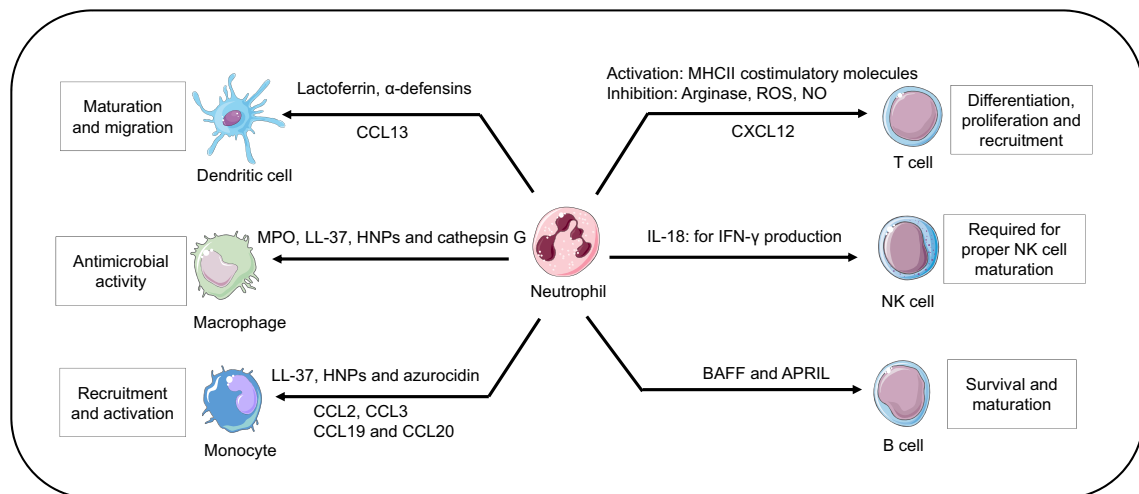 Maturation
and migration
Lactoferrin, α-defensins
CCL13
Dendritic cell
Activation: MHCII costimulatory molecules
Inhibition: Arginase, ROS, NO
CXCL12
T cell
Differentiation,
proliferation and
recruitment
Antimicrobial
activity
MPO, LL-37, HNPs and cathepsin G
Macrophage
Neutrophil
IL-18: for IFN-γ production
NK cell
Required for
proper NK cell
maturation
Recruitment
and activation
LL-37, HNPs and azurocidin
CCL2, CCL3
CCL19 and CCL20
Monocyte
BAFF and APRIL
B cell
Survival and
maturation